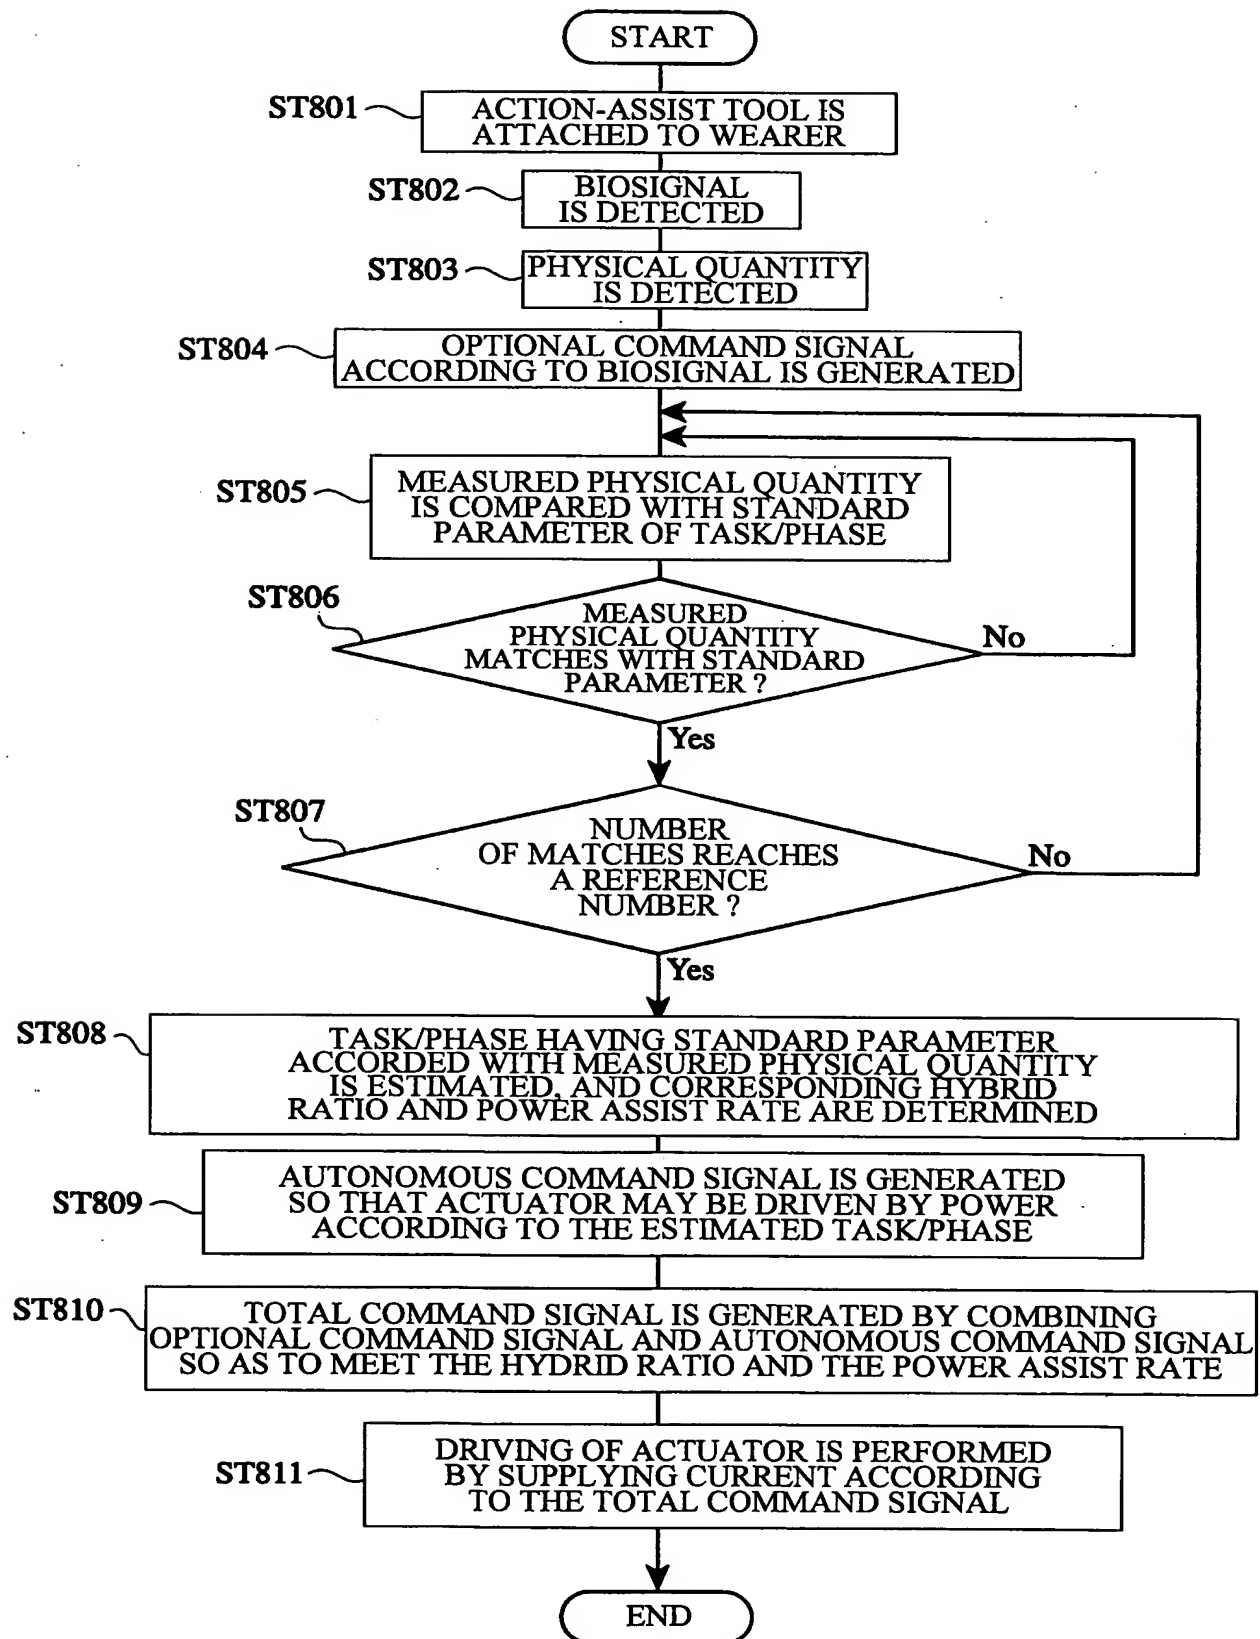 START
ST801
ACTION-ASSIST TOOL IS
ATTACHED TO WEARER
ST802
BIOSIGNAL
IS DETECTED
ST803
PHYSICAL QUANTITY
IS DETECTED
ST804
OPTIONAL COMMAND SIGNAL
ACCORDING TO BIOSIGNAL IS GENERATED
ST805
MEASURED PHYSICAL QUANTITY
IS COMPARED WITH STANDARD
PARAMETER OF TASK/PHASE
ST806
MEASURED
PHYSICAL QUANTITY
MATCHES WITH STANDARD
PARAMETER ?
No
Yes
ST807
NUMBER
OF MATCHES REACHES
A REFERENCE
NUMBER ?
No
Yes
ST808
TASK/PHASE HAVING STANDARD PARAMETER
ACCORDED WITH MEASURED PHYSICAL QUANTITY
IS ESTIMATED, AND CORRESPONDING HYBRID
RATIO AND POWER ASSIST RATE ARE DETERMINED
ST809
AUTONOMOUS COMMAND SIGNAL IS GENERATED
SO THAT ACTUATOR MAY BE DRIVEN BY POWER
ACCORDING TO THE ESTIMATED TASK/PHASE
ST810
TOTAL COMMAND SIGNAL IS GENERATED BY COMBINING
OPTIONAL COMMAND SIGNAL AND AUTONOMOUS COMMAND SIGNAL
SO AS TO MEET THE HYDRID RATIO AND THE POWER ASSIST RATE
ST811
DRIVING OF ACTUATOR IS PERFORMED
BY SUPPLYING CURRENT ACCORDING
TO THE TOTAL COMMAND SIGNAL
END